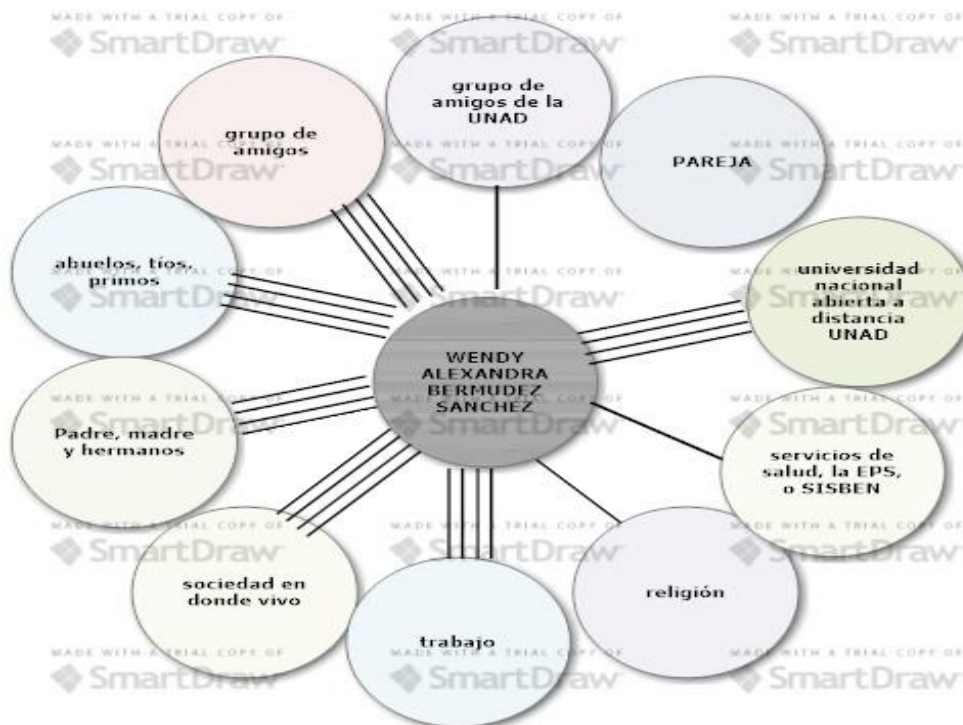 MADE WITH A TRIAL COPY OF
SmartDraw
grupo de
amigos de la
UNAD
grupo de
amigos
PAREJA
abuelos, tíos,
primos
universidad
nacional
abierta a
distancia
UNAD
WENDY
ALEXANDRA
BERMUDEZ
SANCHEZ
Padre, madre
y hermanos
servicios de
salud, la EPS,
o SISBEN
sociedad en
donde vivo
religión
trabajo